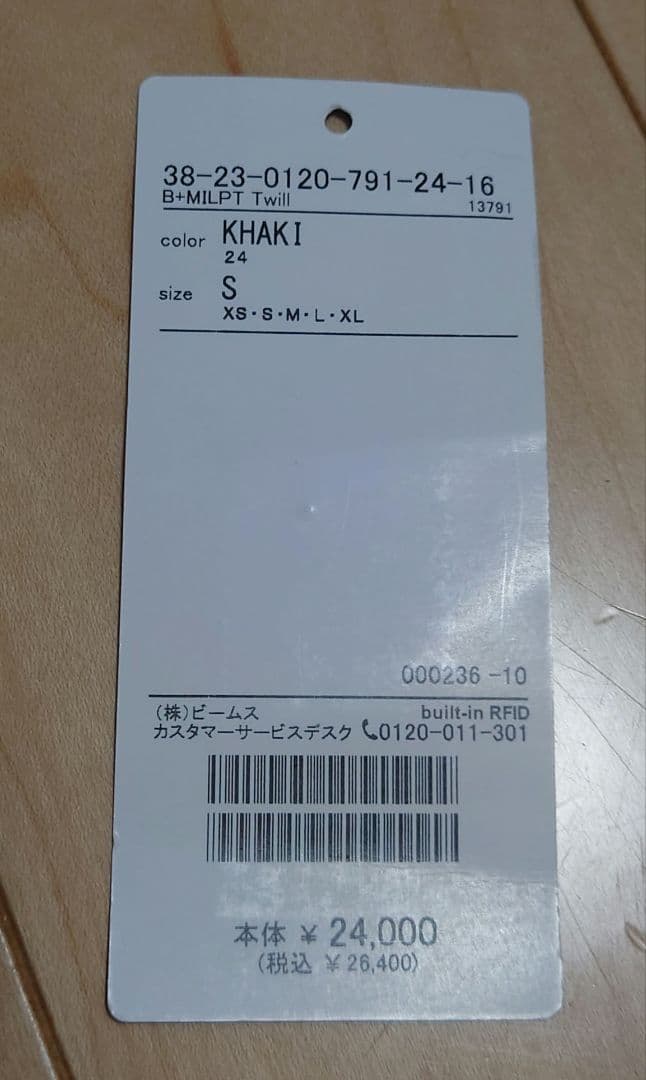 38-23-0120-791-24-16
B+MILPT Twill 13791
color KHAKI
24
size S
XS・S・M・L・XL
000236 -10
(株)ビームス built-in RFID
カスタマーサービスデスク 0120-011-301
本体 ¥ 24,000
(税込 ¥ 26,400)